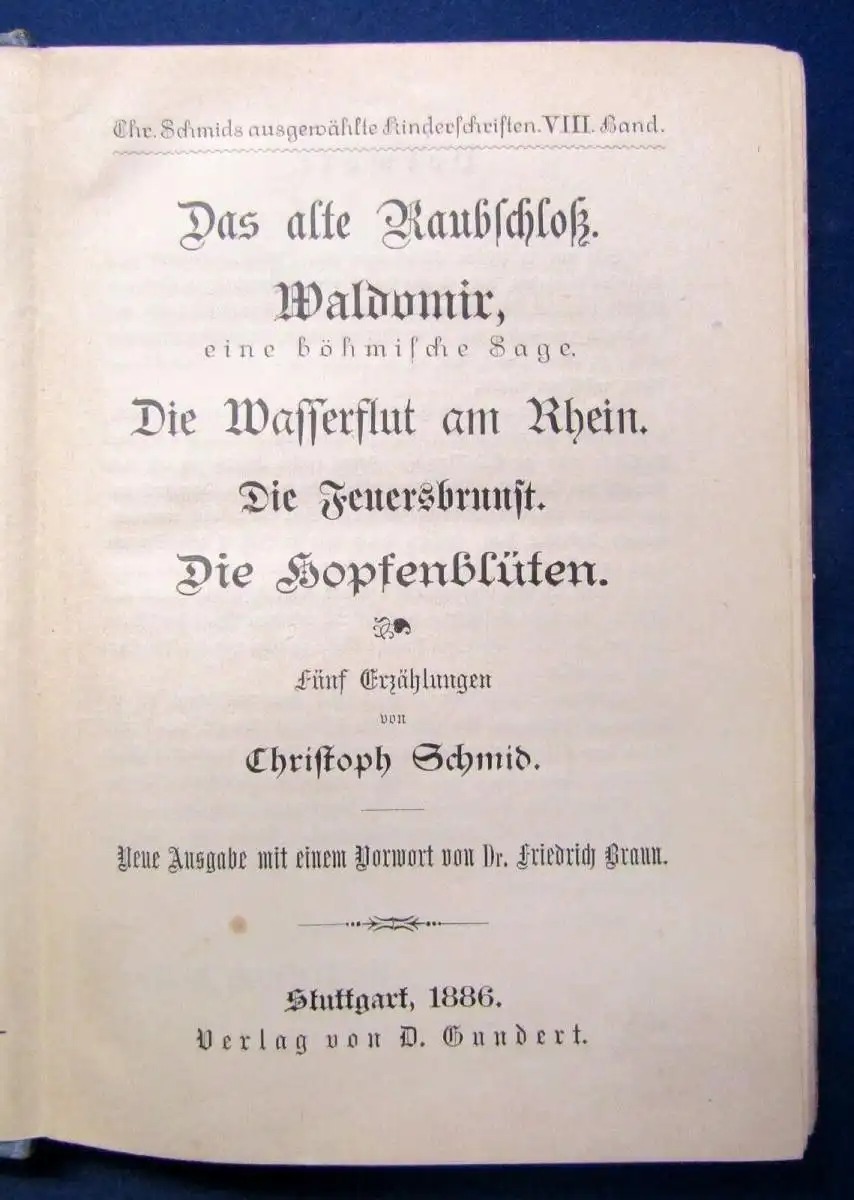 Chr. Schmids ausgewählte Kinderschriften. VIII. Band.
Das alte Raubschloß.
Waldomir,
eine böhmische Sage.
Die Wasserflut am Rhein.
Die Feuersbrunst.
Die Hopfenblüten.
Fünf Erzählungen
von
Christoph Schmid.
Neue Ausgabe mit einem Vorwort von Dr. Friedrich Braun.
Stuttgart, 1886.
Verlag von D. Gundert.